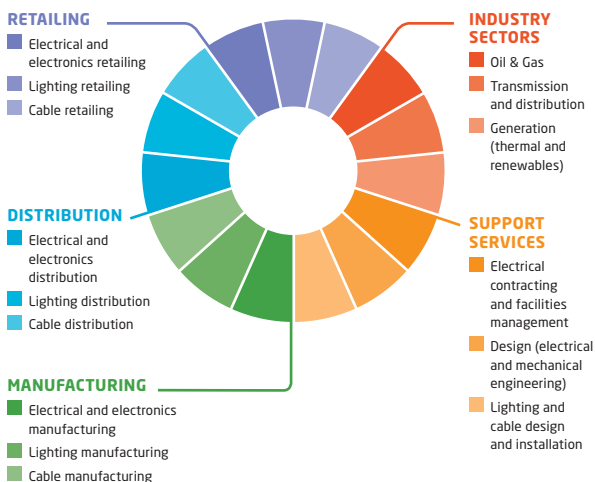 RETAILING
Electrical and
electronics retailing
Lighting retailing
Cable retailing
DISTRIBUTION
Electrical and
electronics
distribution
Lighting distribution
Cable distribution
MANUFACTURING
Electrical and electronics
manufacturing
Lighting manufacturing
Cable manufacturing
INDUSTRY
SECTORS
Oil & Gas
Transmission
and distribution
Generation
(thermal and
renewables)
SUPPORT
SERVICES
Electrical
contracting
and facilities
management
Design (electrical
and mechanical
engineering)
Lighting and
cable design
and installation